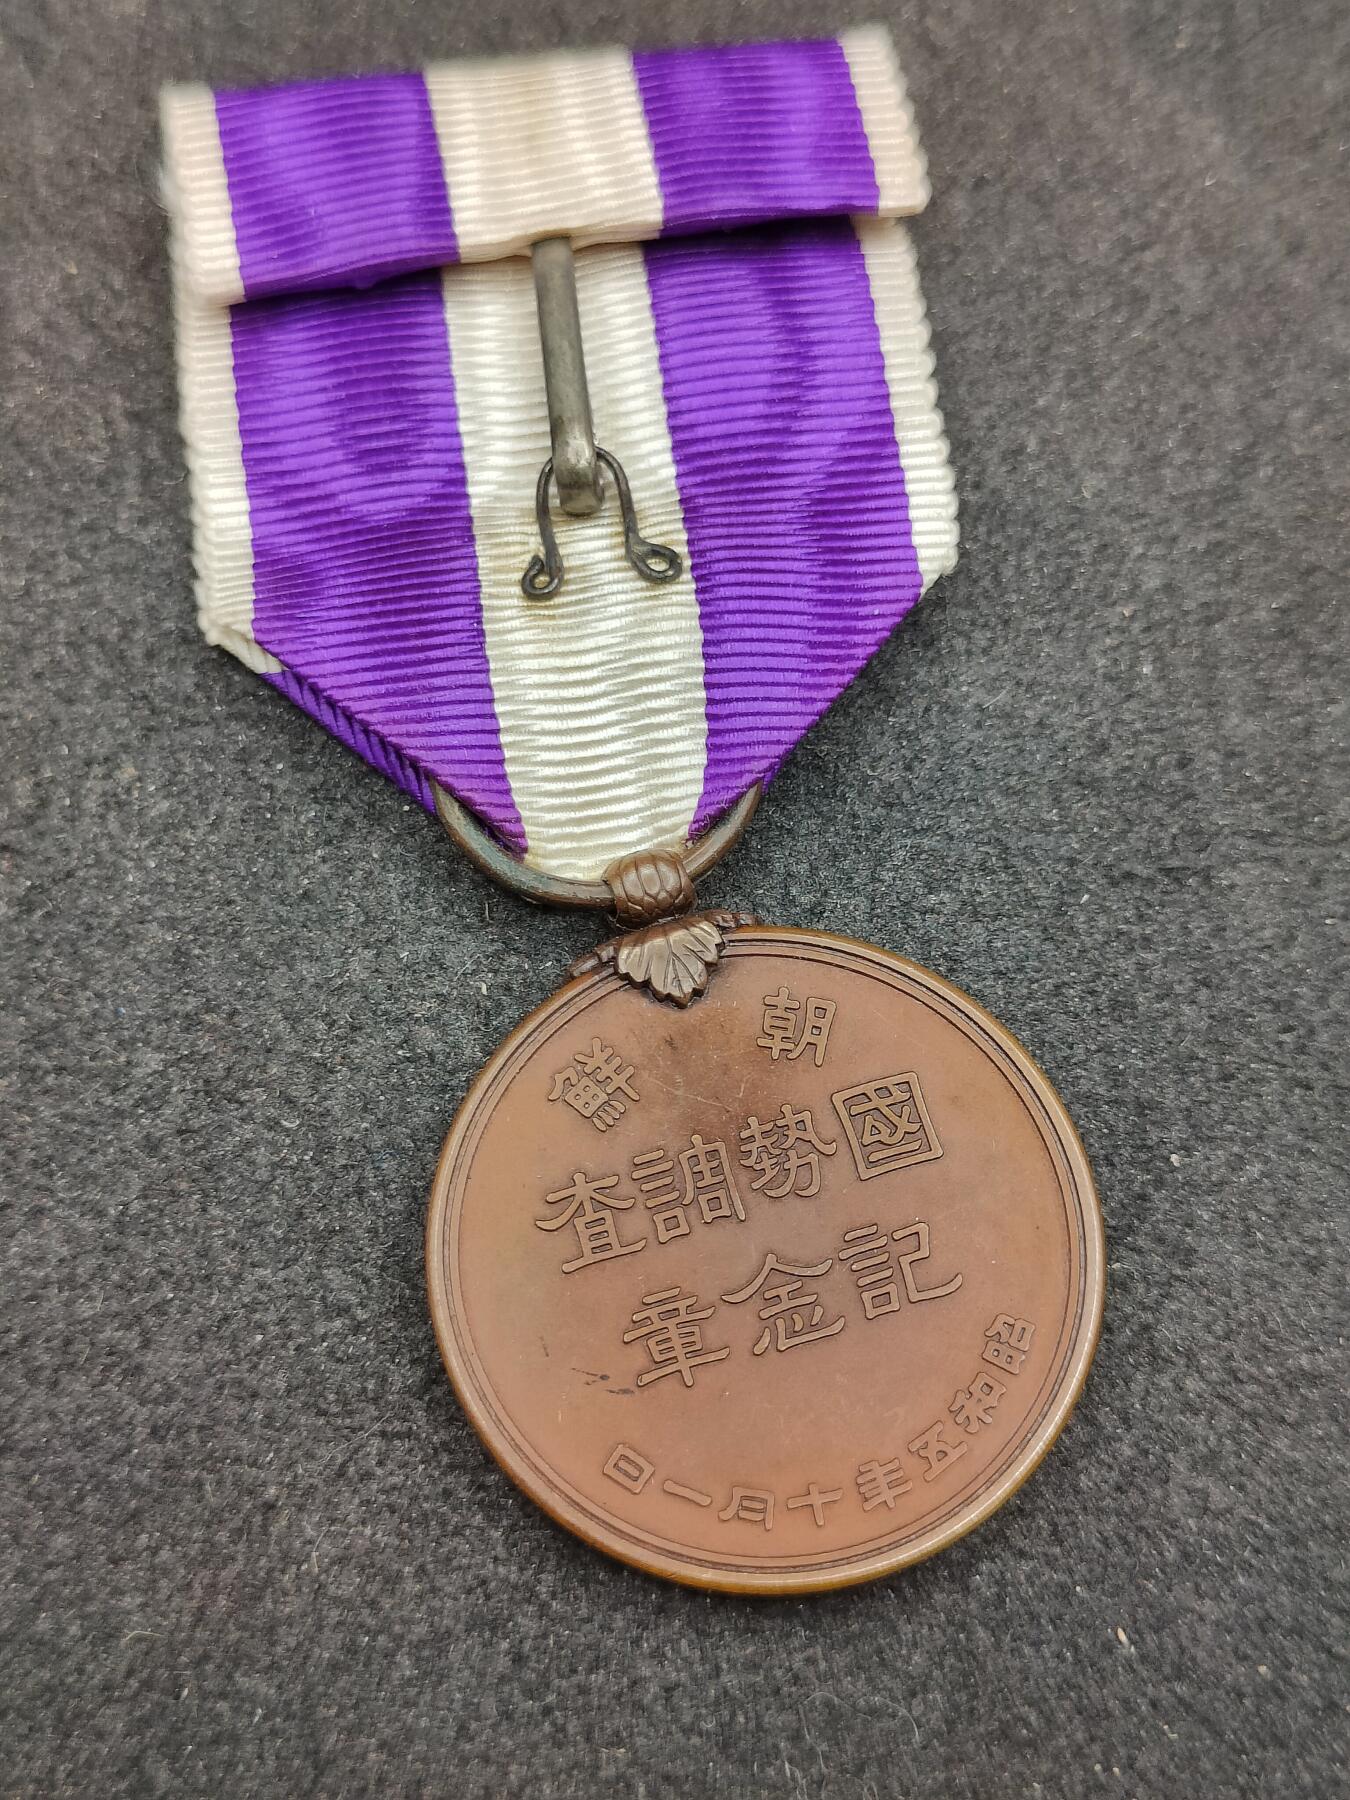 朝鮮
國勢調査
記念章
昭和五年十月一日